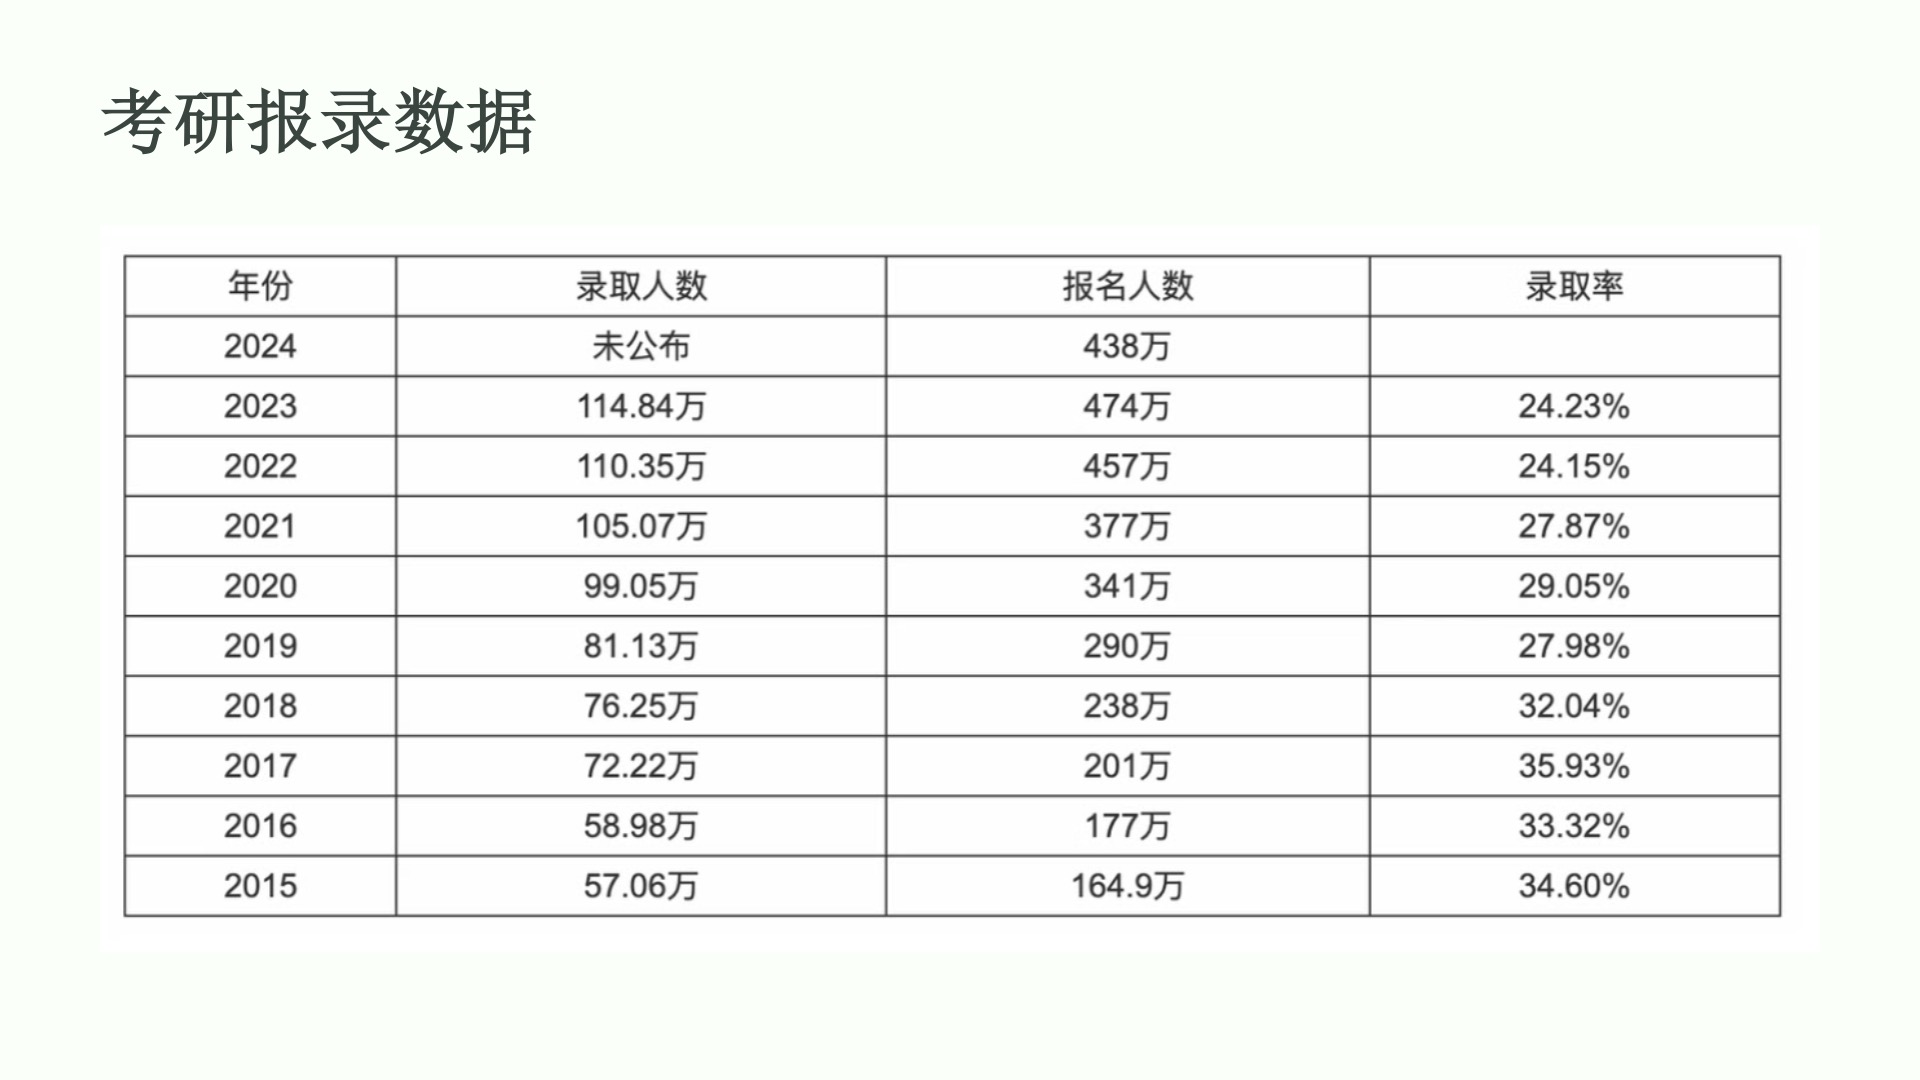 考研报录数据
年份 录取人数 报名人数 录取率
2024 未公布 438万
2023 114.84万 474万 24.23%
2022 110.35万 457万 24.15%
2021 105.07万 377万 27.87%
2020 99.05万 341万 29.05%
2019 81.13万 290万 27.98%
2018 76.25万 238万 32.04%
2017 72.22万 201万 35.93%
2016 58.98万 177万 33.32%
2015 57.06万 164.9万 34.60%